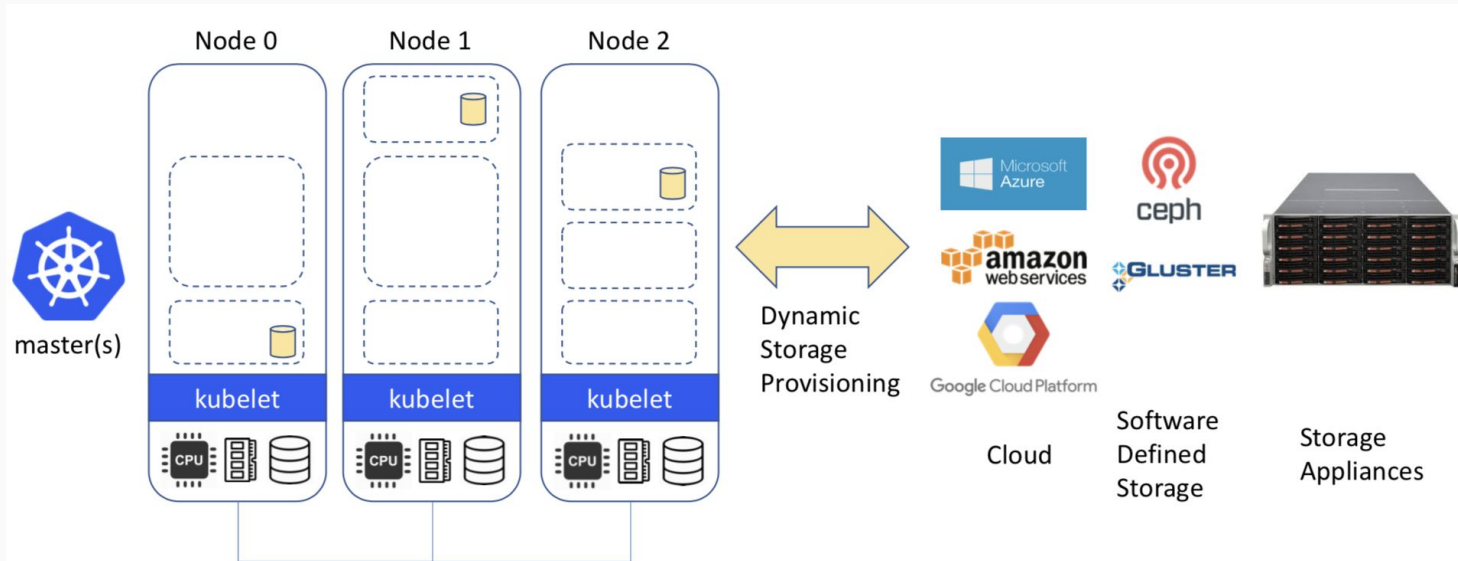 Node 0
Node 1
Node 2
master(s)
kubelet
kubelet
kubelet
CPU
CPU
CPU
Dynamic
Storage
Provisioning
Microsoft
Azure
amazon
web services
Google Cloud Platform
Cloud
ceph
GLUSTER
Software
Defined
Storage
Storage
Appliances